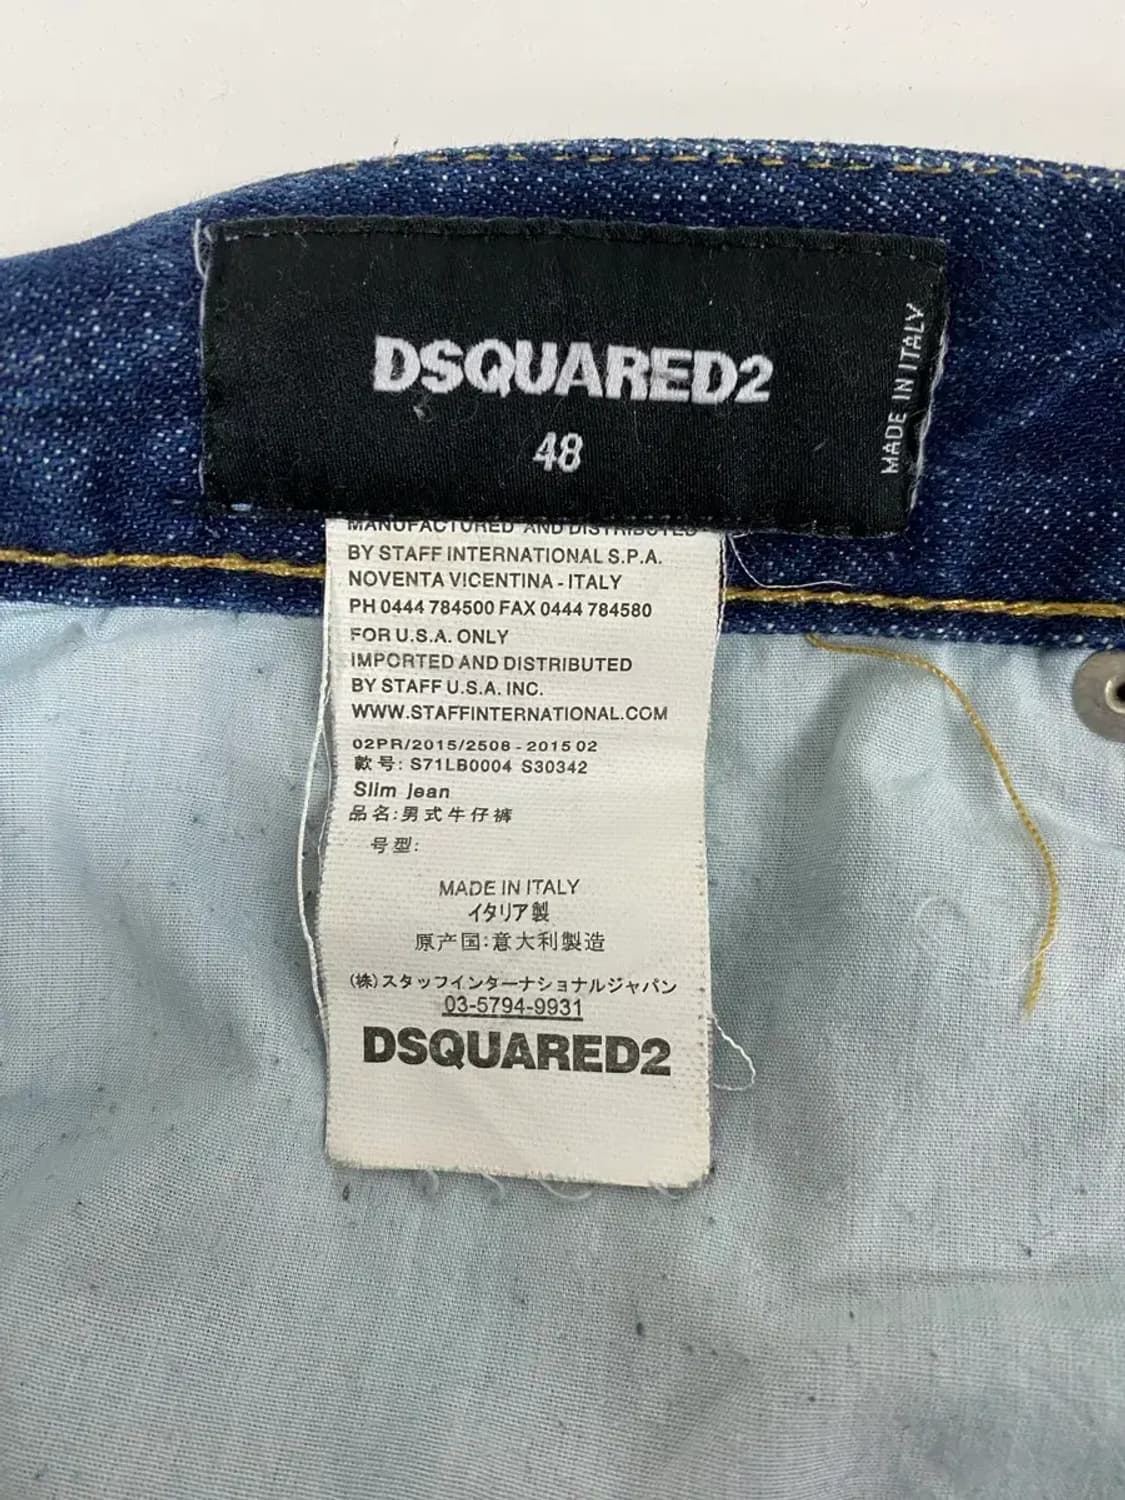 DSQUARED2
48
MADE IN ITALY
MANUFACTURED AND DISTRIBUTED
BY STAFF INTERNATIONAL S.P.A.
NOVENTA VICENTINA - ITALY
PH 0444 784500 FAX 0444 784580
FOR U.S.A. ONLY
IMPORTED AND DISTRIBUTED
BY STAFF U.S.A. INC.
WWW.STAFFINTERNATIONAL.COM
02PR/2015/2508 - 2015 02
款号: S71LB0004 S30342
Slim jean
品名:男式牛仔裤
号型:
MADE IN ITALY
イタリア製
原产国:意大利製造
(株)スタッフインターナショナルジャパン
03-5794-9931
DSQUARED2